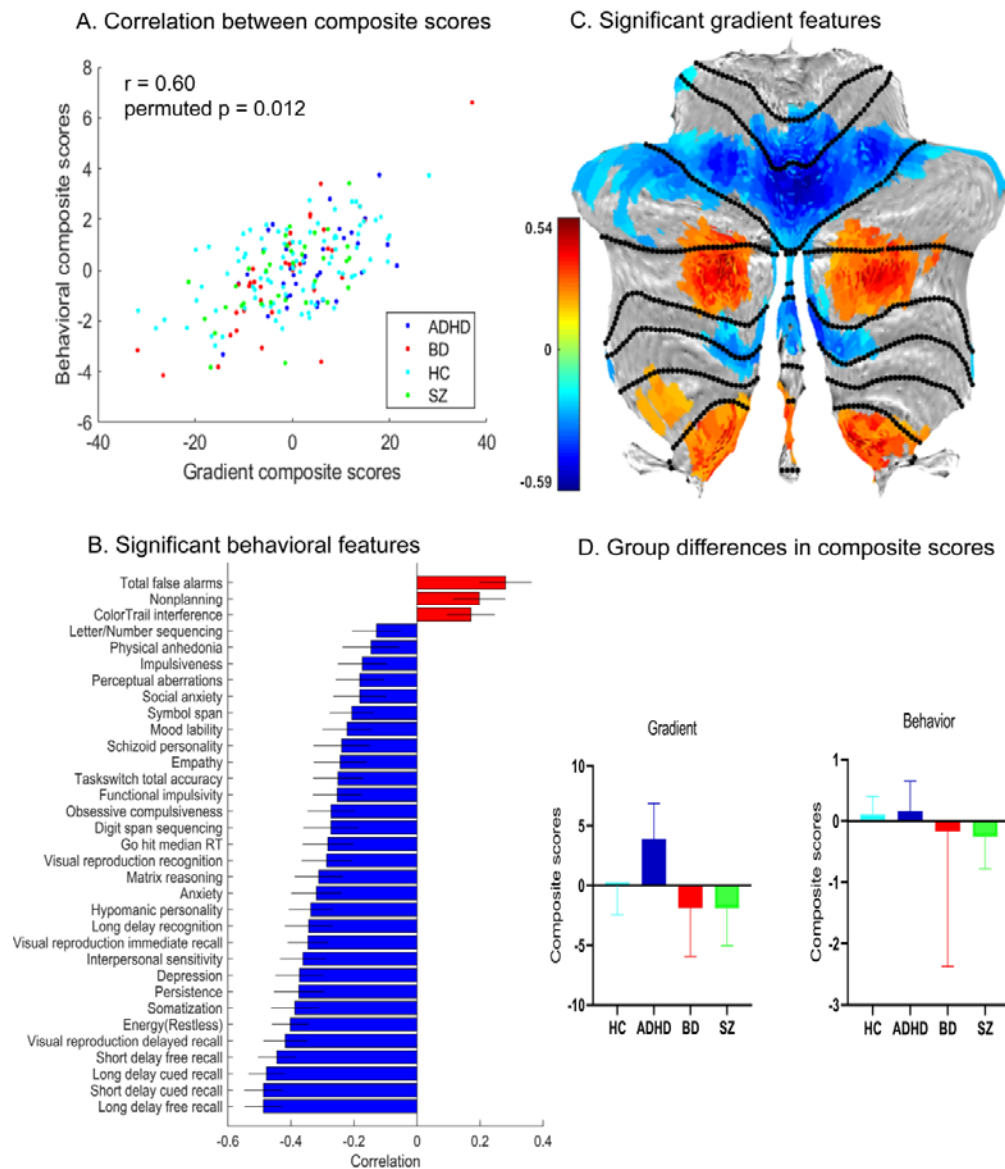 A. Correlation between composite scores
r = 0.60
permuted p = 0.012
Behavioral composite scores
8
6
4
2
0
-2
-4
-6
-40
-20
0
20
40
Gradient composite scores
ADHD
BD
HC
SZ
C. Significant gradient features
0.54
0
-0.59
B. Significant behavioral features
Total false alarms
Nonplanning
ColorTrail interference
Letter/Number sequencing
Physical anhedonia
Impulsiveness
Perceptual aberrations
Social anxiety
Symbol span
Mood lability
Schizoid personality
Empathy
Taskswitch total accuracy
Functional impulsivity
Obsessive compulsiveness
Digit span sequencing
Go hit median RT
Visual reproduction recognition
Matrix reasoning
Anxiety
Hypomanic personality
Long delay recognition
Visual reproduction immediate recall
Interpersonal sensitivity
Depression
Persistence
Somatization
Energy(Restless)
Visual reproduction delayed recall
Short delay free recall
Long delay cued recall
Short delay cued recall
Long delay free recall
-0.6
-0.4
-0.2
0
0.2
0.4
Correlation
D. Group differences in composite scores
Gradient
Composite scores
10
5
0
-5
-10
HC
ADHD
BD
SZ
Behavior
Composite scores
1
0
-1
-2
-3
HC
ADHD
BD
SZ